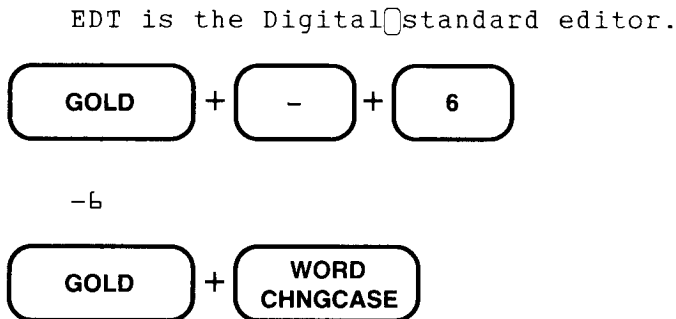 EDT is the Digital standard editor.
GOLD + - + 6
-6
GOLD + WORD CHNGCASE